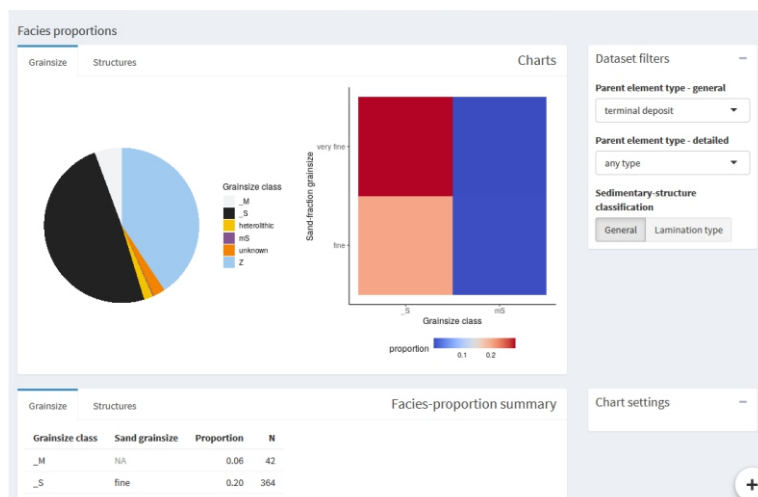 Facies proportions
Grainsize Structures Charts
Grainsize class
_M
_S
heterolithic
mS
unknown
Z
Sand-fraction grainsize
very fine
fine
_S mS
Grainsize class
proportion
0.1 0.2
Dataset filters −
Parent element type - general
terminal deposit
Parent element type - detailed
any type
Sedimentary-structure
classification
General Lamination type
Grainsize Structures Facies-proportion summary
Grainsize class Sand grainsize Proportion N
_M NA 0.06 42
_S fine 0.20 364
Chart settings −
+